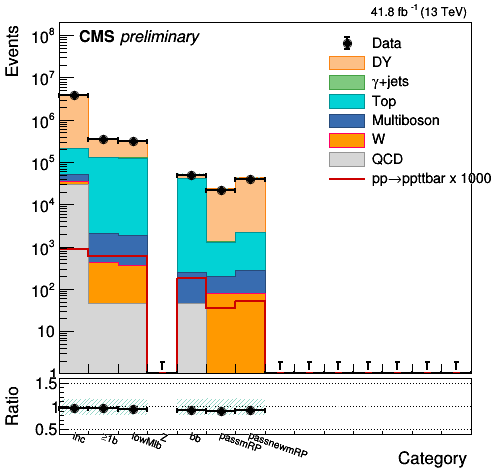 41.8 fb⁻¹ (13 TeV)
Events
CMS preliminary
Data
DY
γ+jets
Top
Multiboson
W
QCD
pp→ppttbar x 1000
10⁸
10⁷
10⁶
10⁵
10⁴
10³
10²
10
1
Ratio
1.5
1
0.5
inc
≥1b
lowMlb
Z
bb
passmRP
passnewmRP
Category